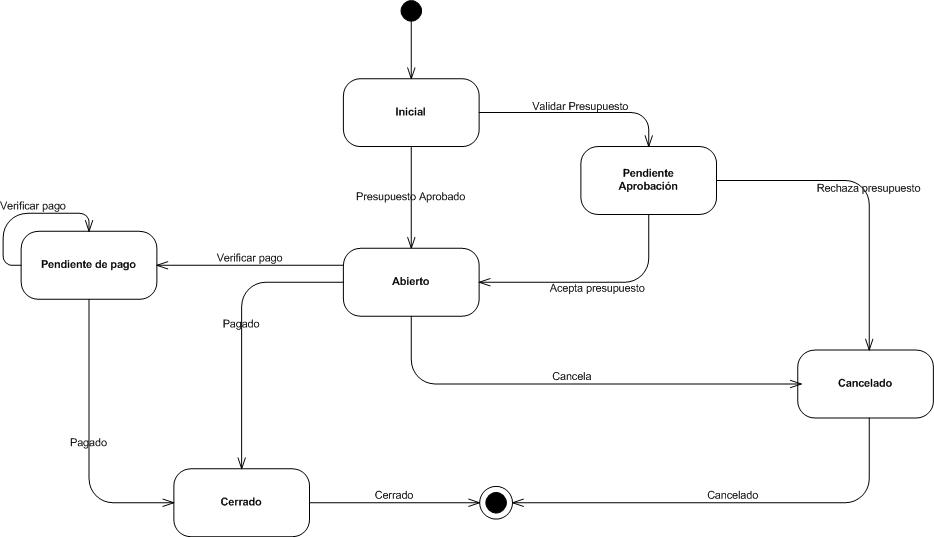 Inicial
Validar Presupuesto
Pendiente
Aprobación
Rechaza presupuesto
Presupuesto Aprobado
Verificar pago
Pendiente de pago
Verificar pago
Abierto
Acepta presupuesto
Pagado
Cancela
Cancelado
Pagado
Cerrado
Cerrado
Cancelado